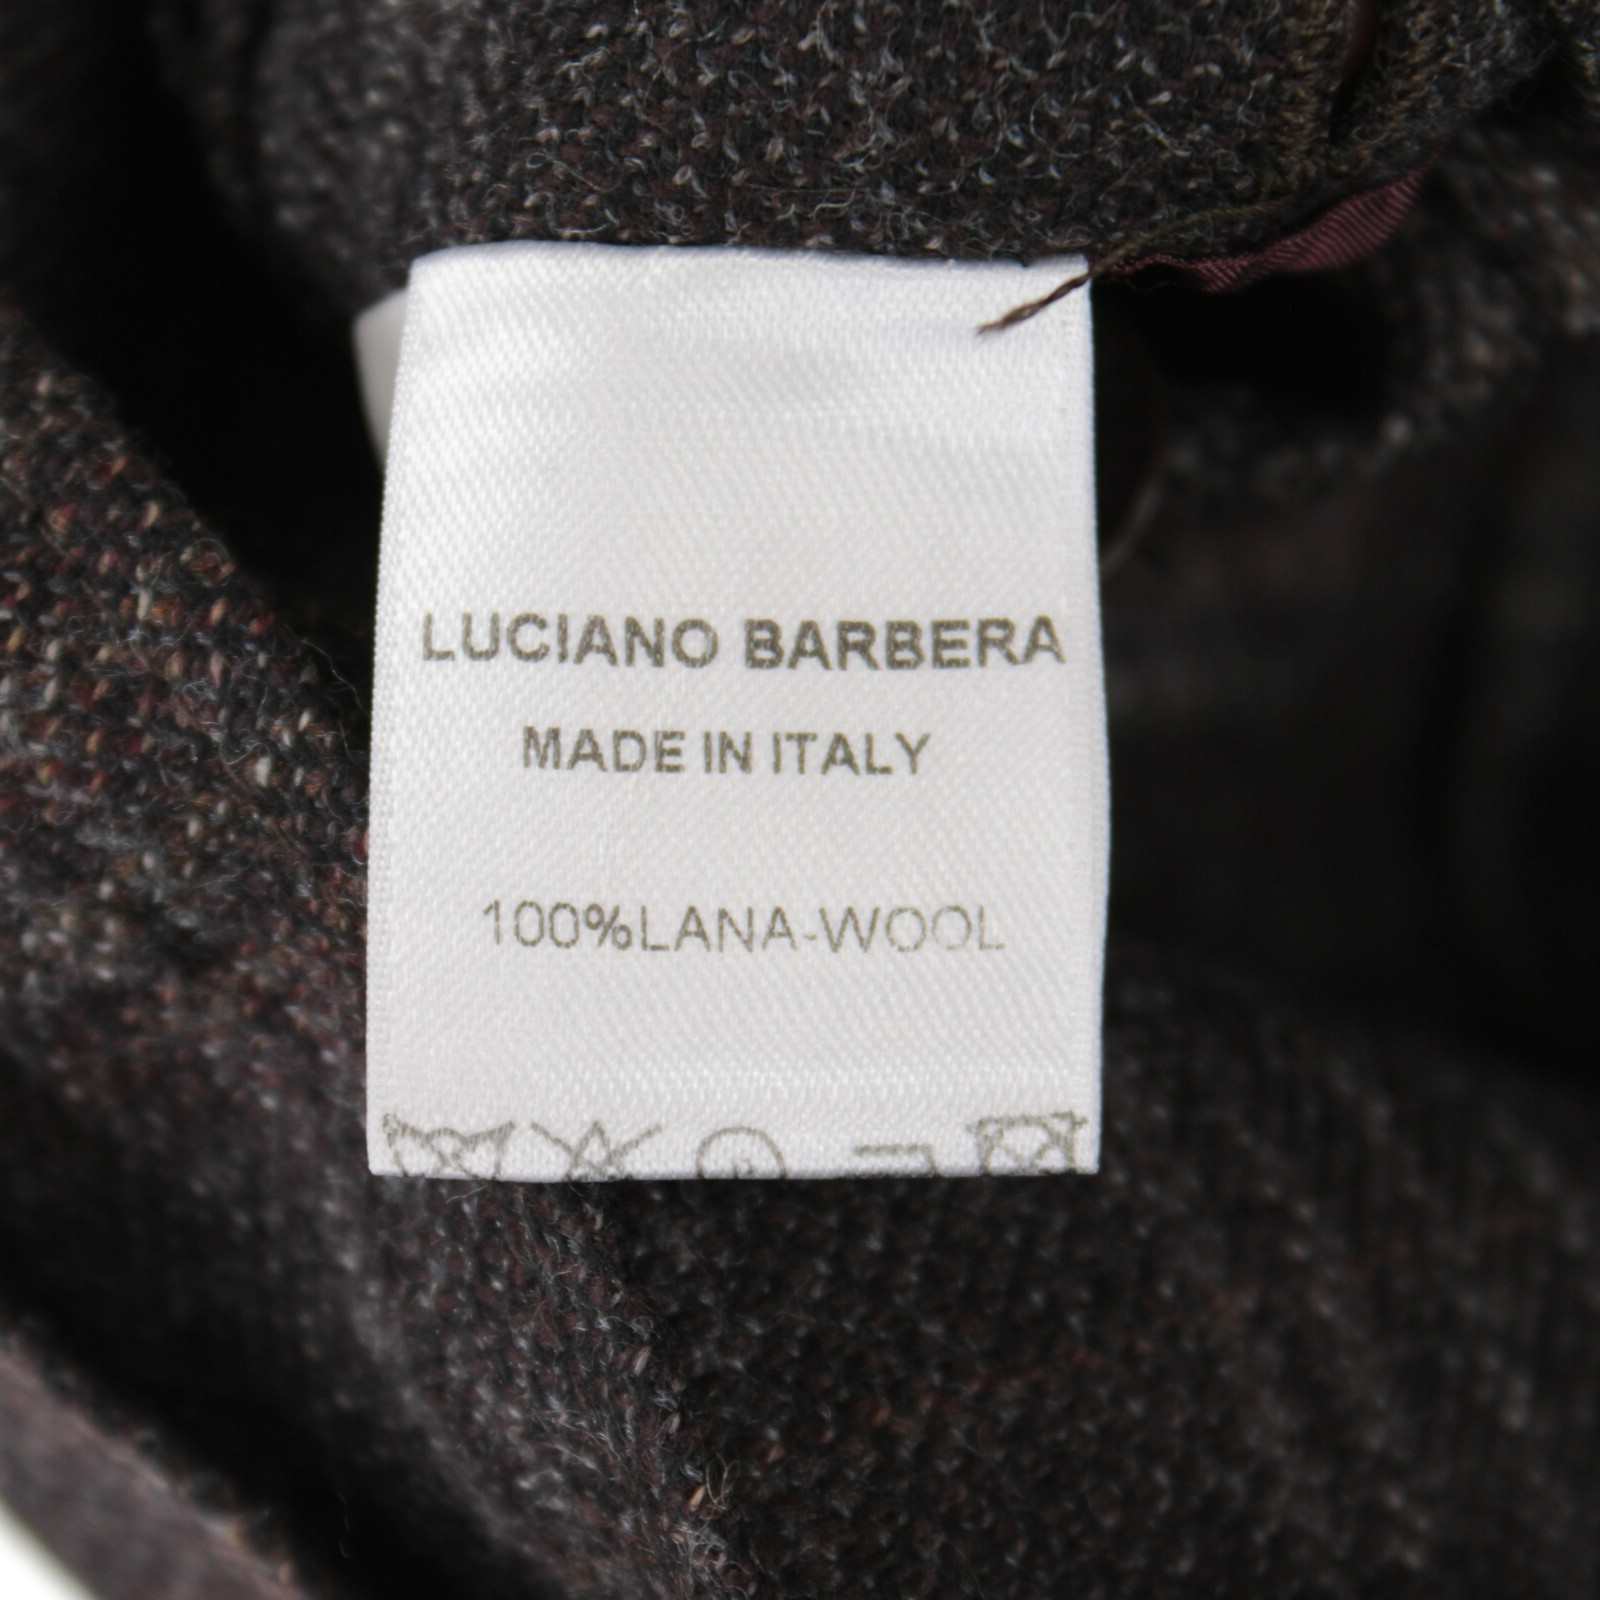 LUCIANO BARBERA
MADE IN ITALY
100%LANA-WOOL